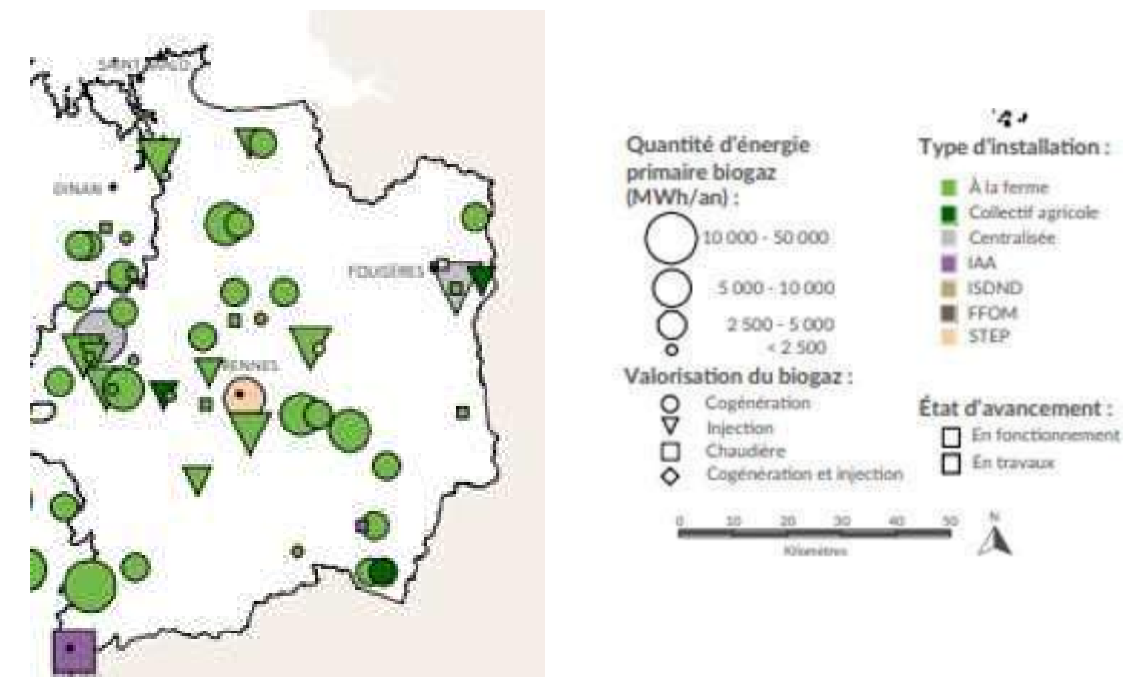 SAINT-MALO
DINAN
FOUGÈRES
RENNES
Quantité d'énergie
primaire biogaz
(MWh/an) :
10 000 - 50 000
5 000 - 10 000
2 500 - 5 000
< 2 500
Valorisation du biogaz :
Cogénération
Injection
Chaudière
Cogénération et injection
Type d'installation :
À la ferme
Collectif agricole
Centralisée
IAA
ISDND
FFOM
STEP
État d'avancement :
En fonctionnement
En travaux
0 10 20 30 40 50
Kilomètres
N